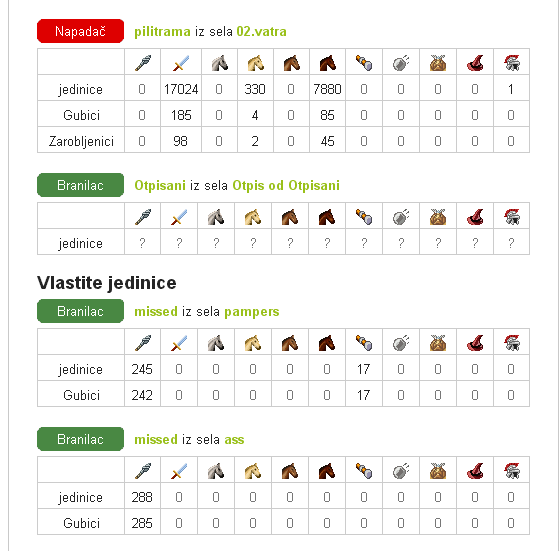 Napadač pilitrama iz sela 02.vatra
jedinice 0 17024 0 330 0 7880 0 0 0 0 1
Gubici 0 185 0 4 0 85 0 0 0 0 0
Zarobljenici 0 98 0 2 0 45 0 0 0 0 0
Branilac Otpisani iz sela Otpis od Otpisani
jedinice ? ? ? ? ? ? ? ? ? ? ?
Vlastite jedinice
Branilac missed iz sela pampers
jedinice 245 0 0 0 0 0 17 0 0 0 0
Gubici 242 0 0 0 0 0 17 0 0 0 0
Branilac missed iz sela ass
jedinice 288 0 0 0 0 0 0 0 0 0 0
Gubici 285 0 0 0 0 0 0 0 0 0 0